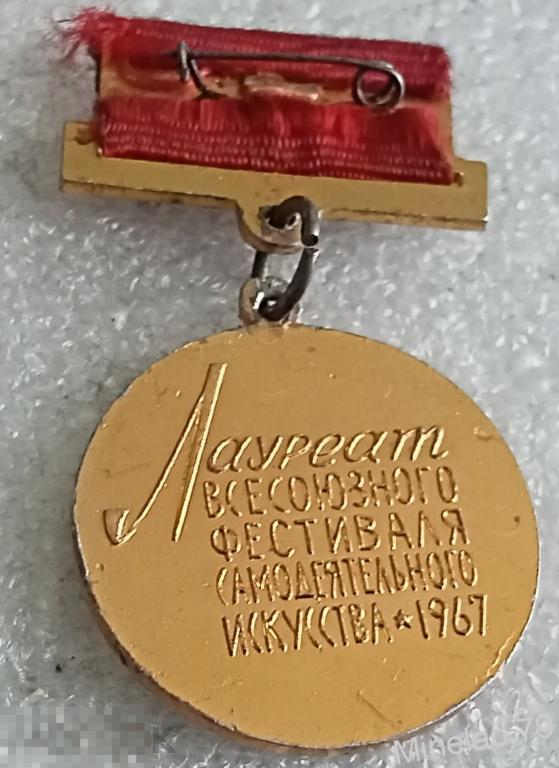 Лауреат
ВСЕСОЮЗНОГО
ФЕСТИВАЛЯ
САМОДЕЯТЕЛЬНОГО
ИСКУССТВА ★ 1967